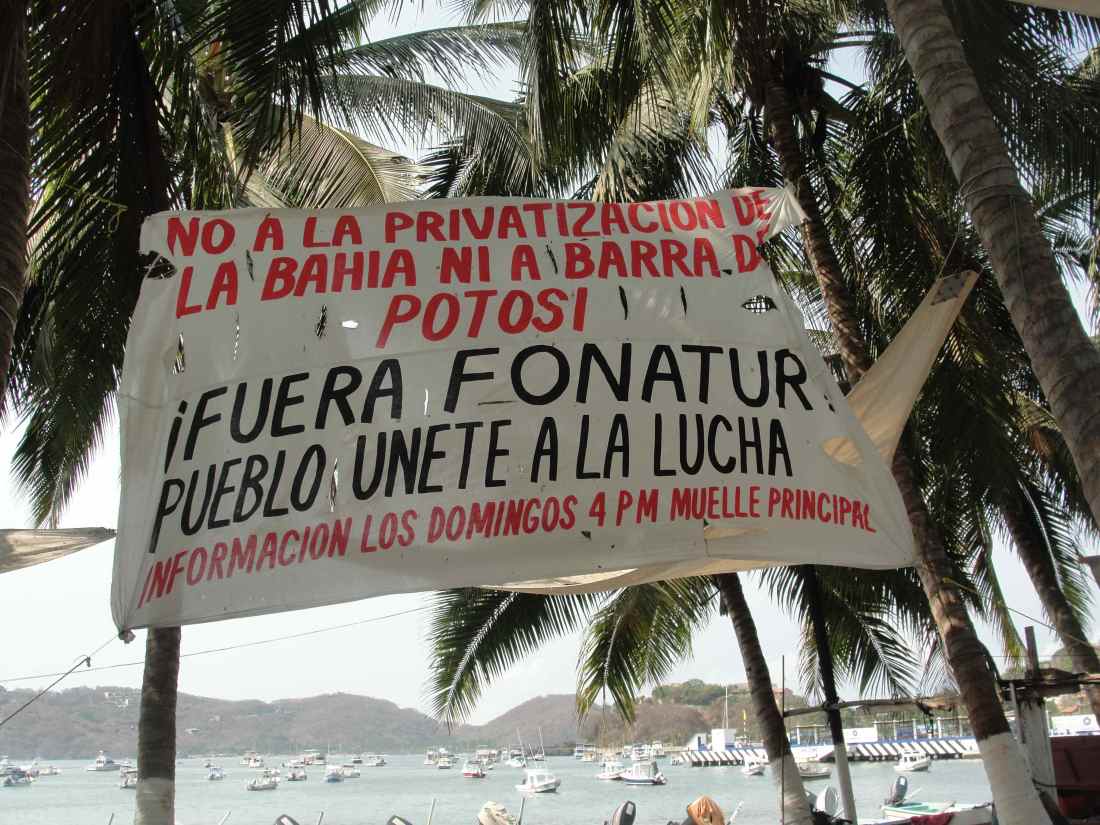 NO A LA PRIVATIZACION DE
LA BAHIA NI A BARRA D
POTOSI
¡FUERA FONATUR!
PUEBLO UNETE A LA LUCHA
INFORMACION LOS DOMINGOS 4 PM MUELLE PRINCIPAL